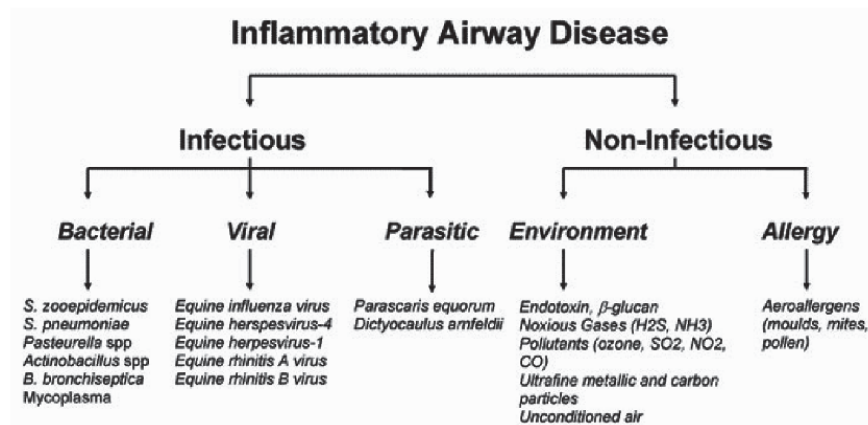 Inflammatory Airway Disease
Infectious
Non-Infectious
Bacterial
Viral
Parasitic
Environment
Allergy
S. zooepidemicus
S. pneumoniae
Pasteurella spp
Actinobacillus spp
B. bronchiseptica
Mycoplasma
Equine influenza virus
Equine herspesvirus-4
Equine herpesvirus-1
Equine rhinitis A virus
Equine rhinitis B virus
Parascaris equorum
Dictyocaulus arnfeldii
Endotoxin, β-glucan
Noxious Gases (H2S, NH3)
Pollutants (ozone, SO2, NO2,
CO)
Ultrafine metallic and carbon
particles
Unconditioned air
Aeroallergens
(moulds, mites,
pollen)